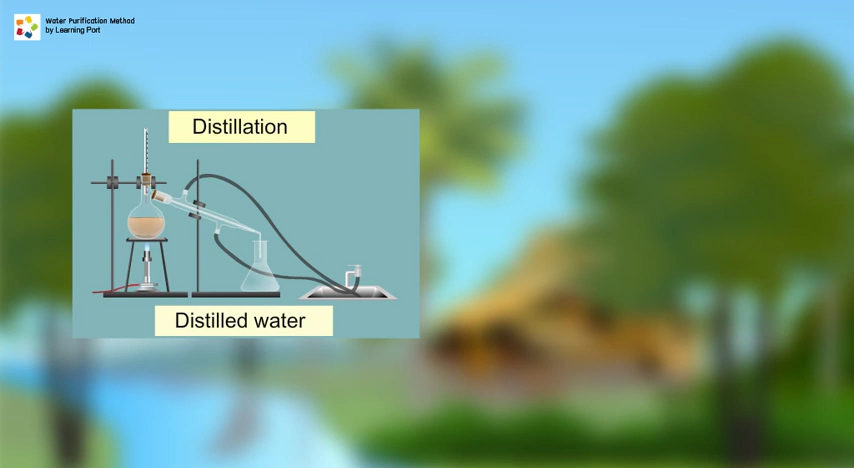 Water Purification Method
by Learning Port
Distillation
Distilled water